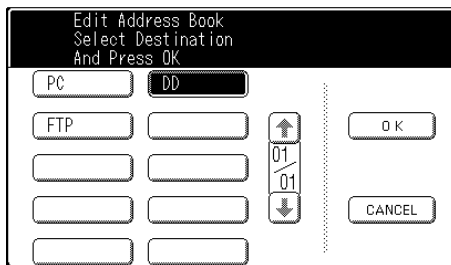 Edit Address Book
Select Destination
And Press OK
PC
DD
FTP
01
01
OK
CANCEL